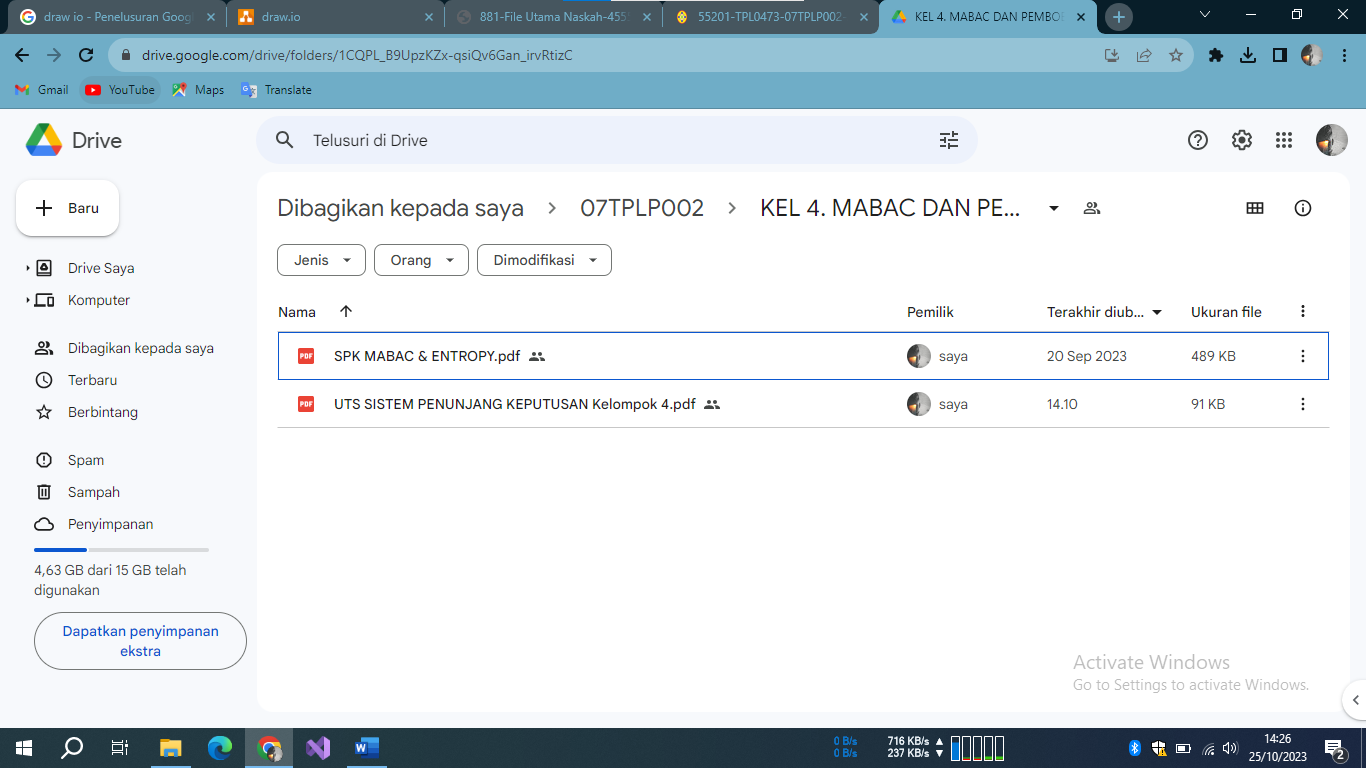 draw io - Penelusuran Goog
draw.io
881-File Utama Naskah-455
55201-TPL0473-07TPLP002-
KEL 4. MABAC DAN PEMBO
drive.google.com/drive/folders/1CQPL_B9UpzKZx-qsiQv6Gan_irvRtizC
Gmail
YouTube
Maps
Translate
Drive
Telusuri di Drive
Baru
Drive Saya
Komputer
Dibagikan kepada saya
Terbaru
Berbintang
Spam
Sampah
Penyimpanan
4,63 GB dari 15 GB telah
digunakan
Dapatkan penyimpanan
ekstra
Dibagikan kepada saya > 07TPLP002 > KEL 4. MABAC DAN PE...
Jenis
Orang
Dimodifikasi
Nama Pemilik Terakhir diub... Ukuran file
PDF SPK MABAC & ENTROPY.pdf saya 20 Sep 2023 489 KB
PDF UTS SISTEM PENUNJANG KEPUTUSAN Kelompok 4.pdf saya 14.10 91 KB
Activate Windows
Go to Settings to activate Windows.
0 B/s 716 KB/s
0 B/s 237 KB/s
14:26
25/10/2023
2